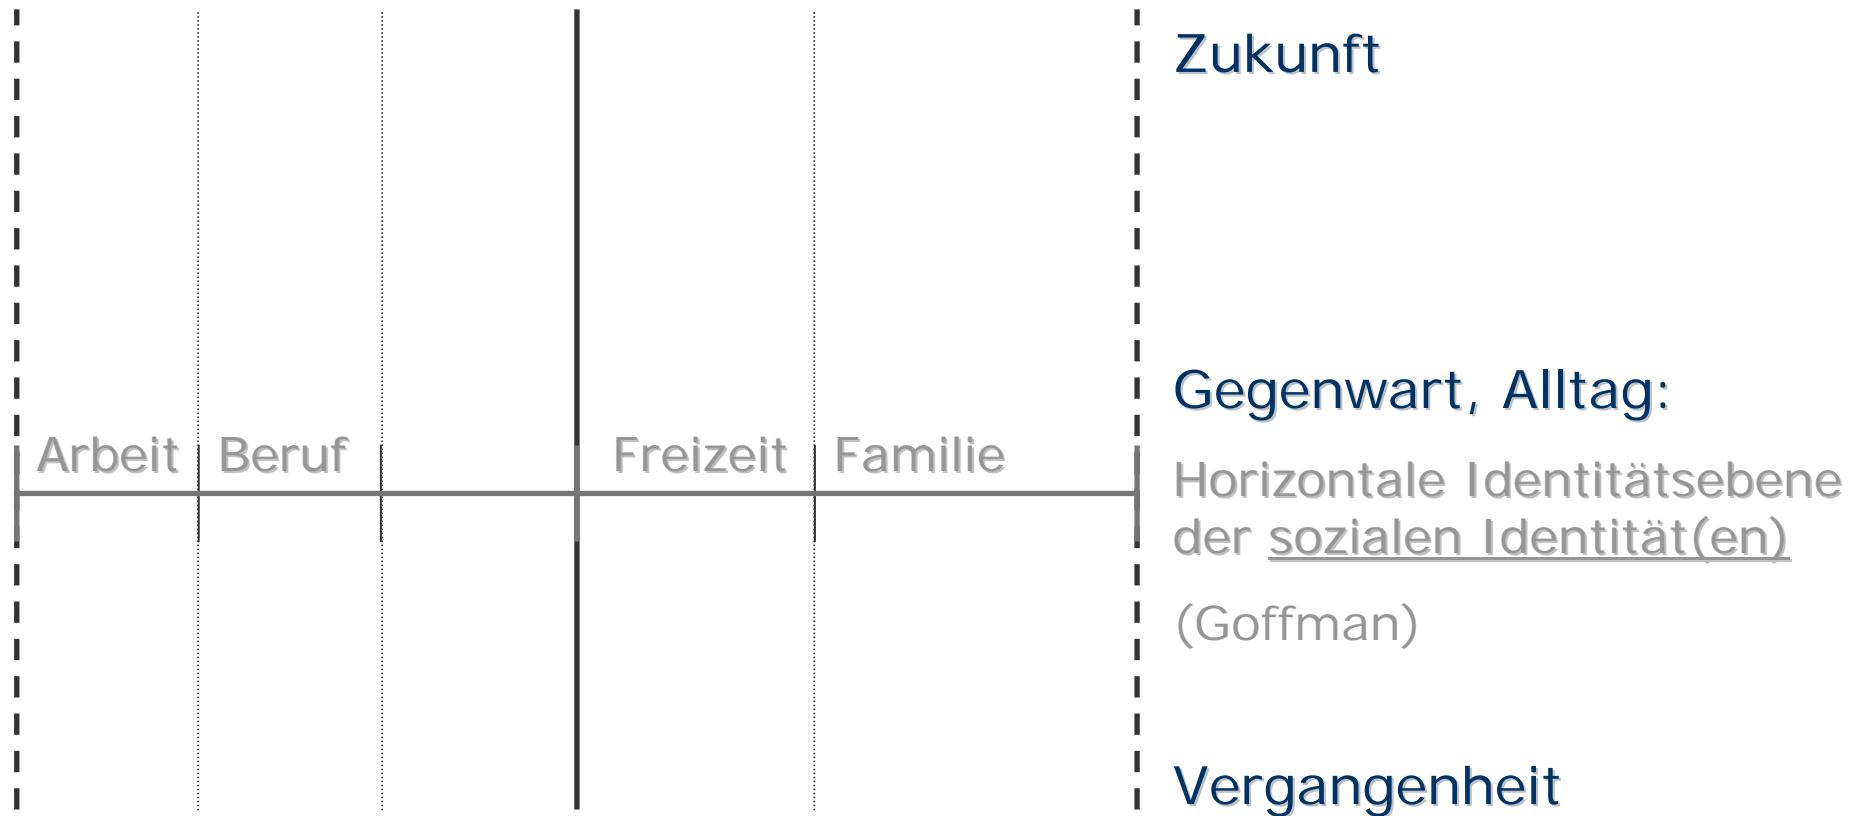 Zukunft
Gegenwart, Alltag:
Arbeit Beruf Freizeit Familie
Horizontale Identitätsebene
der sozialen Identität(en)
(Goffman)
Vergangenheit